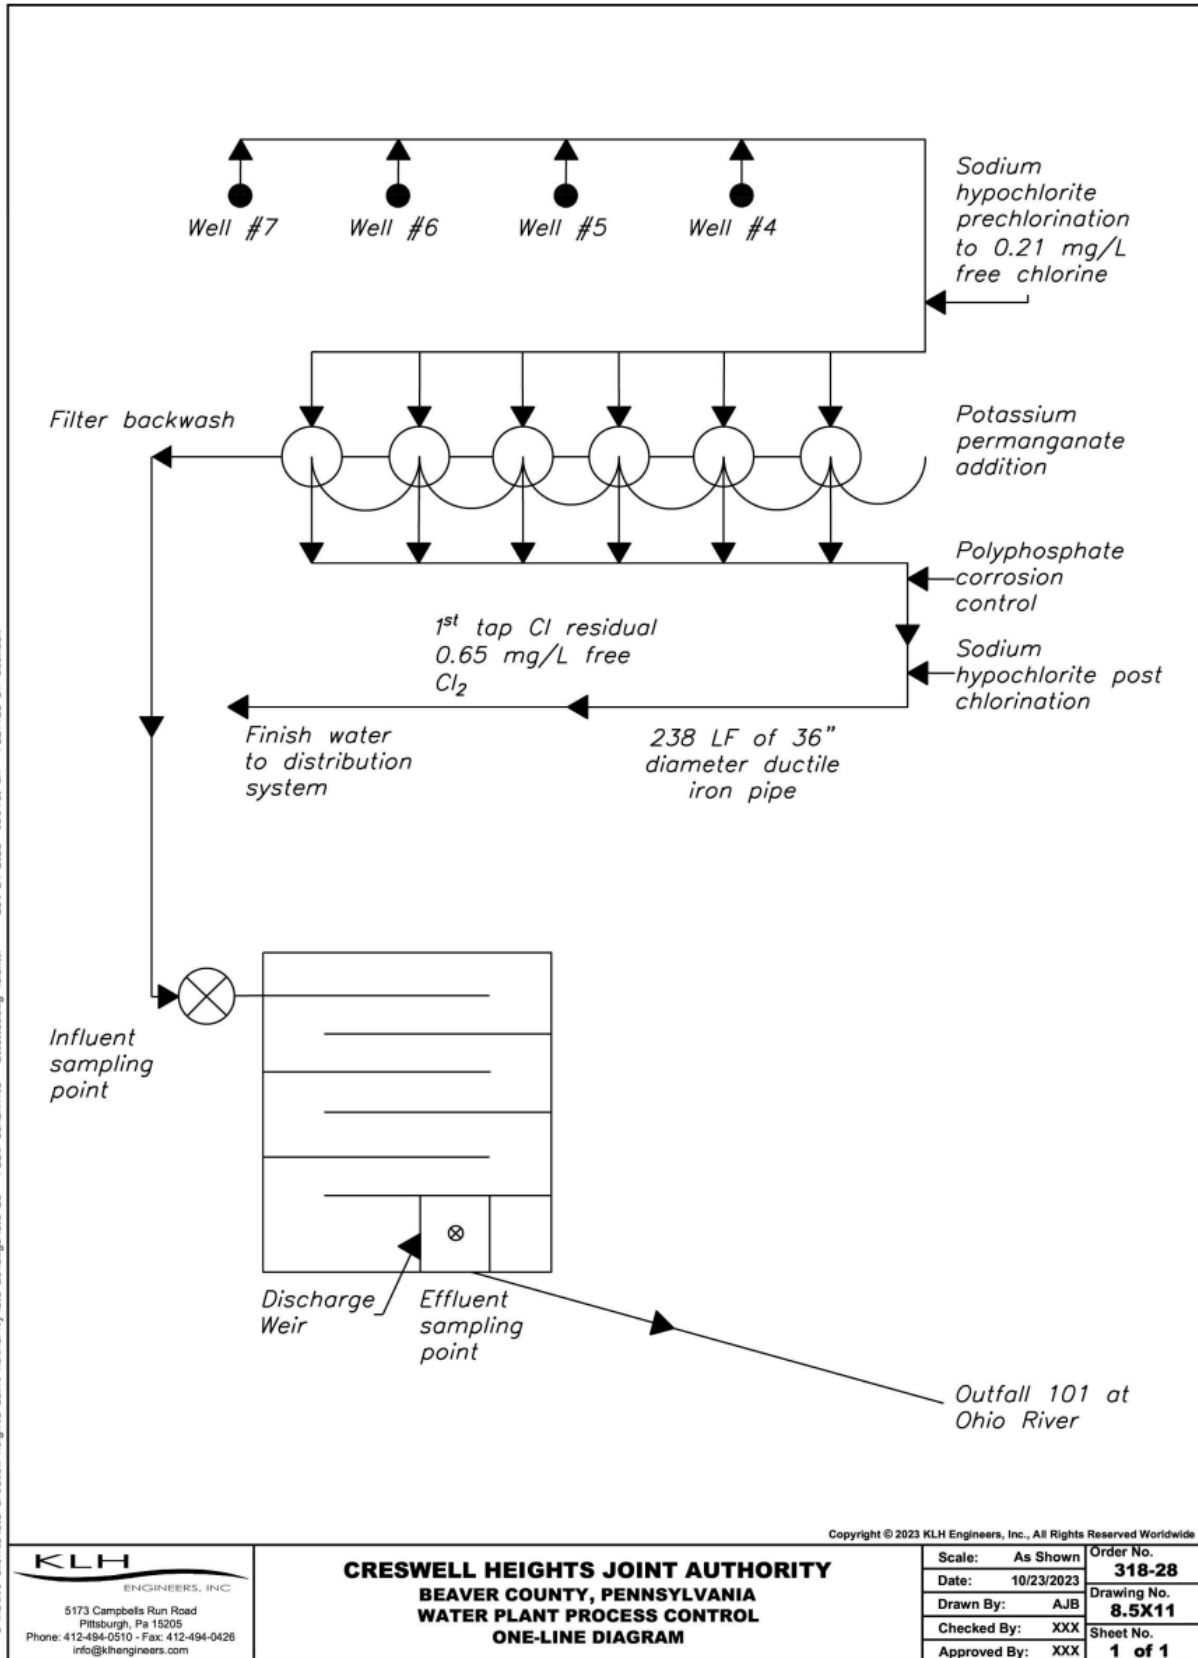 Well #7
Well #6
Well #5
Well #4
Sodium
hypochlorite
prechlorination
to 0.21 mg/L
free chlorine
Filter backwash
Potassium
permanganate
addition
Polyphosphate
corrosion
control
1st tap Cl residual
0.65 mg/L free
Cl2
Sodium
hypochlorite post
chlorination
Finish water
to distribution
system
238 LF of 36"
diameter ductile
iron pipe
Influent
sampling
point
Discharge
Weir
Effluent
sampling
point
Outfall 101 at
Ohio River
Copyright © 2023 KLH Engineers, Inc., All Rights Reserved Worldwide
KLH
ENGINEERS, INC
5173 Campbells Run Road
Pittsburgh, Pa 15205
Phone: 412-494-0510 - Fax: 412-494-0426
info@klhengineers.com
CRESWELL HEIGHTS JOINT AUTHORITY
BEAVER COUNTY, PENNSYLVANIA
WATER PLANT PROCESS CONTROL
ONE-LINE DIAGRAM
Scale: As Shown
Date: 10/23/2023
Drawn By: AJB
Checked By: XXX
Approved By: XXX
Order No.
318-28
Drawing No.
8.5X11
Sheet No.
1 of 1